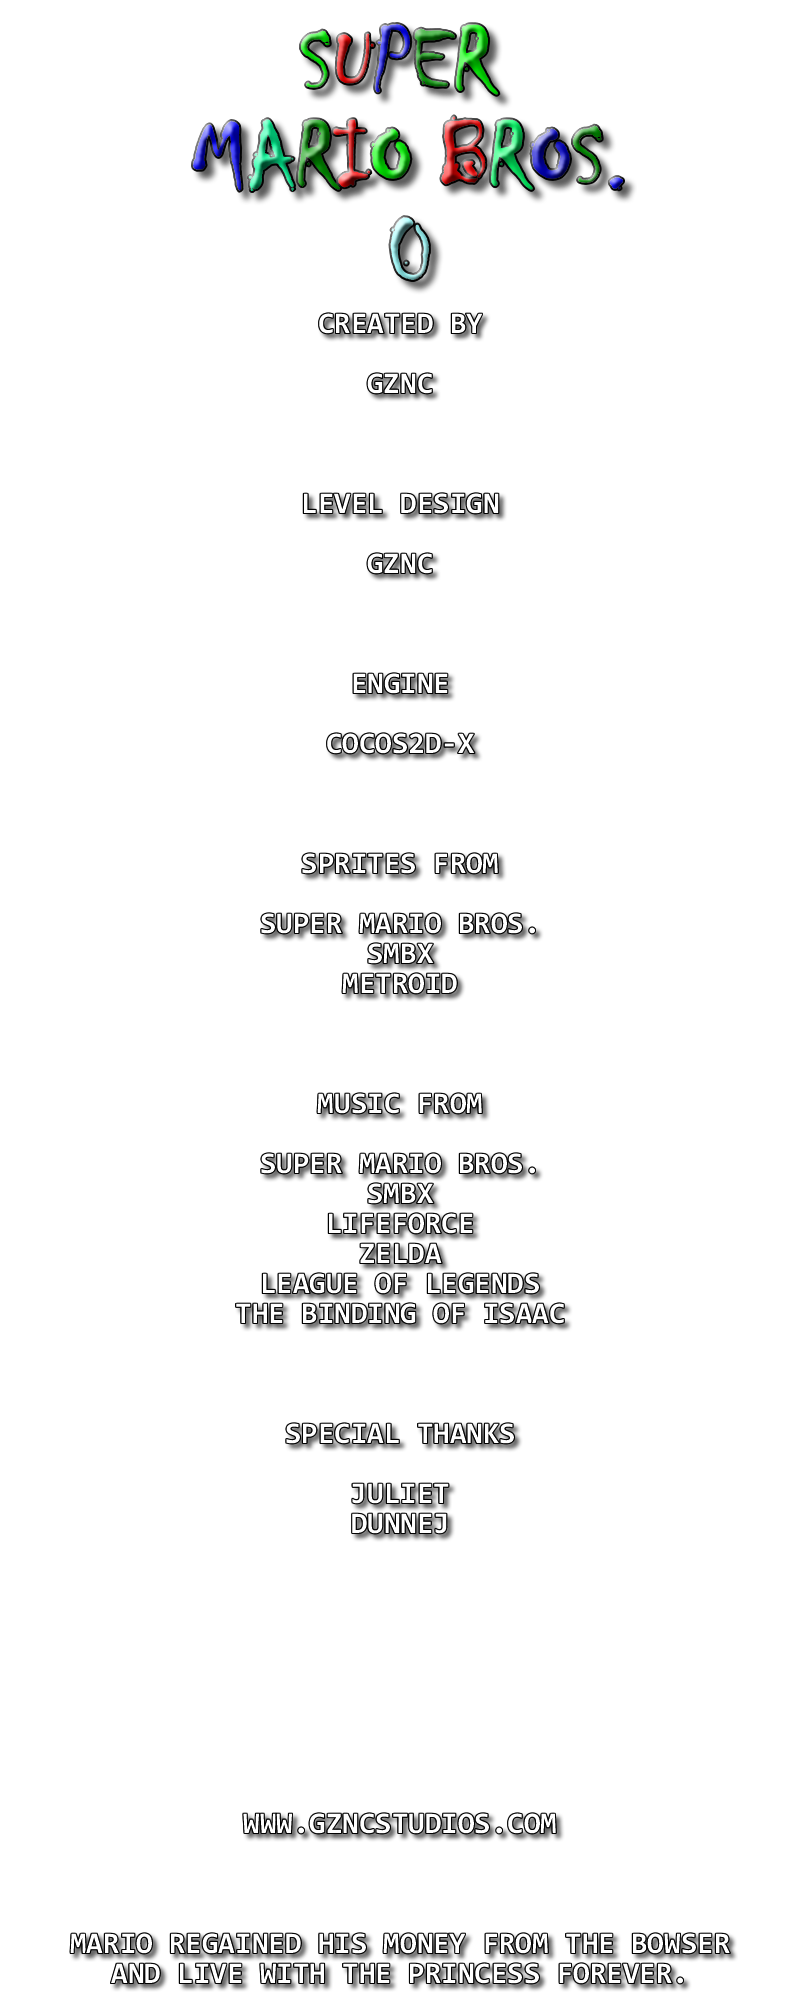 SUPER
MARIO BROS.
0
CREATED BY
GZNC
LEVEL DESIGN
GZNC
ENGINE
COCOS2D-X
SPRITES FROM
SUPER MARIO BROS.
SMBX
METROID
MUSIC FROM
SUPER MARIO BROS.
SMBX
LIFEFORCE
ZELDA
LEAGUE OF LEGENDS
THE BINDING OF ISAAC
SPECIAL THANKS
JULIET
DUNNEJ
WWW.GZNCSTUDIOS.COM
MARIO REGAINED HIS MONEY FROM THE BOWSER
AND LIVE WITH THE PRINCESS FOREVER.